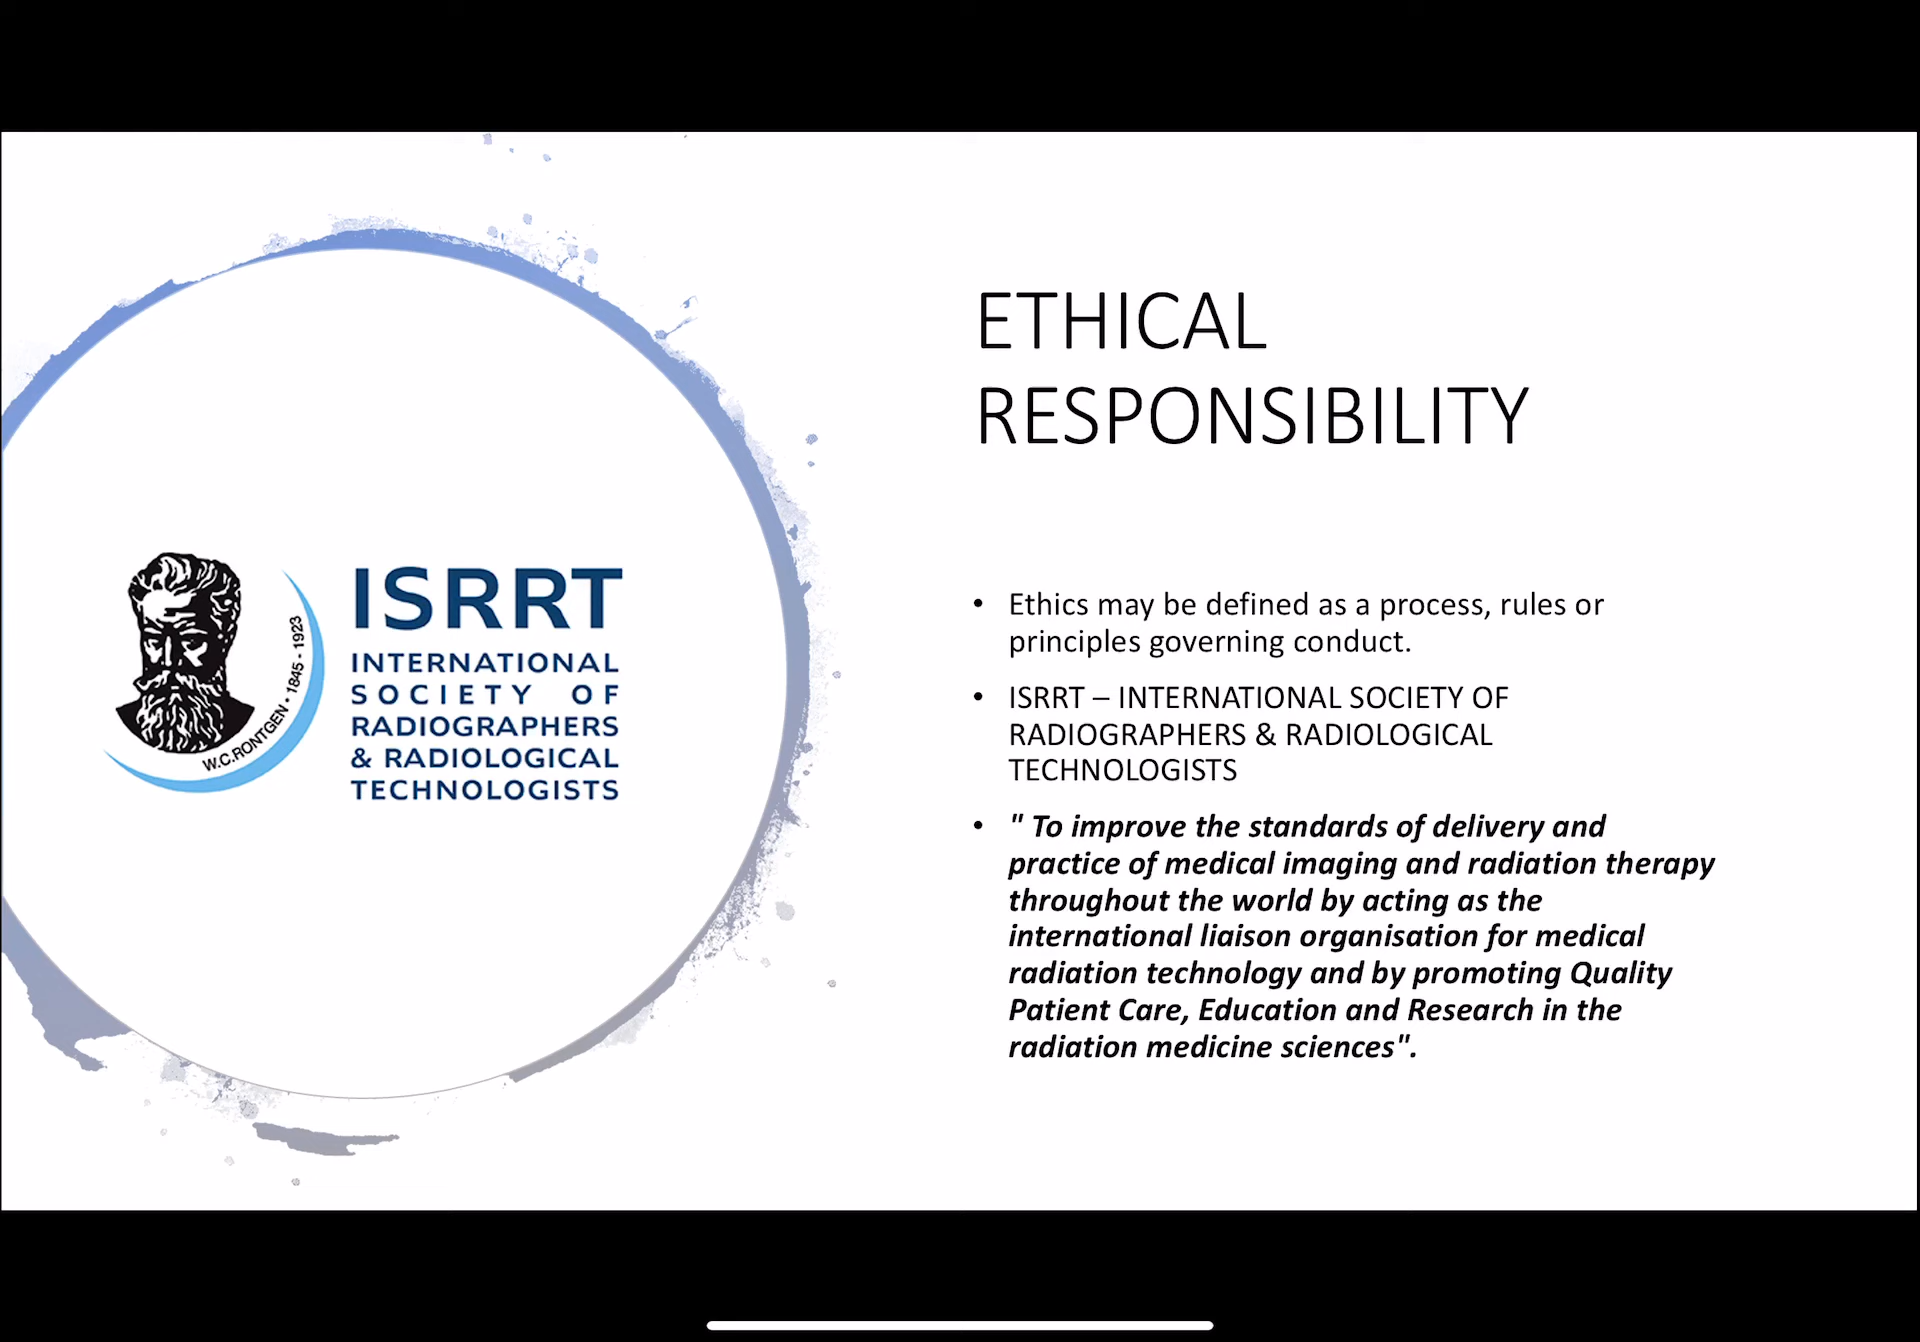 ETHICAL
RESPONSIBILITY
W.C.RONTGEN • 1845 - 1923
ISRRT
INTERNATIONAL
SOCIETY OF
RADIOGRAPHERS
& RADIOLOGICAL
TECHNOLOGISTS
• Ethics may be defined as a process, rules or
principles governing conduct.
• ISRRT – INTERNATIONAL SOCIETY OF
RADIOGRAPHERS & RADIOLOGICAL
TECHNOLOGISTS
• " To improve the standards of delivery and
practice of medical imaging and radiation therapy
throughout the world by acting as the
international liaison organisation for medical
radiation technology and by promoting Quality
Patient Care, Education and Research in the
radiation medicine sciences".